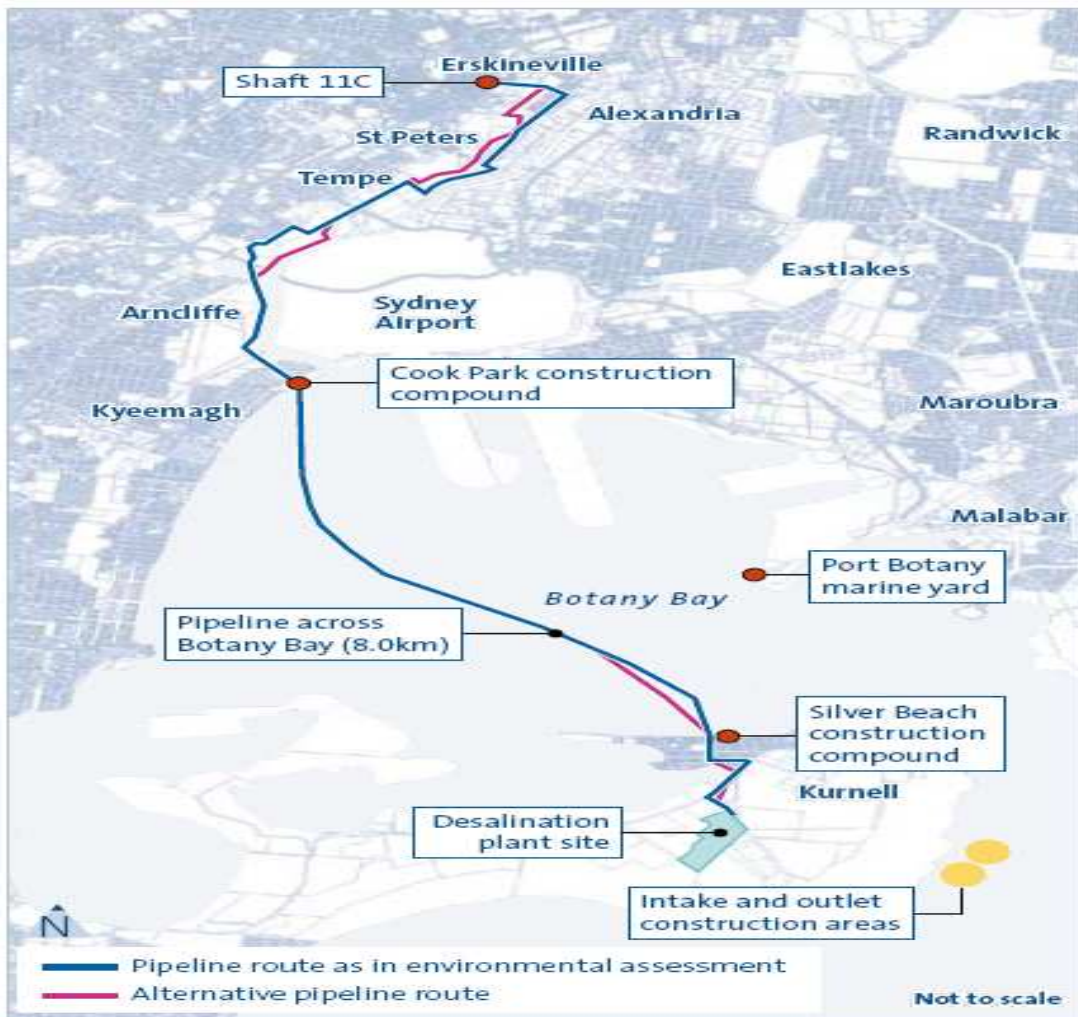 Erskineville
Shaft 11C
Alexandria
Randwick
St Peters
Tempe
Eastlakes
Arncliffe
Sydney
Airport
Cook Park construction
compound
Kyeemagh
Maroubra
Malabar
Port Botany
marine yard
Botany Bay
Pipeline across
Botany Bay (8.0km)
Silver Beach
construction
compound
Kurnell
Desalination
plant site
Intake and outlet
construction areas
N
Pipeline route as in environmental assessment
Alternative pipeline route
Not to scale